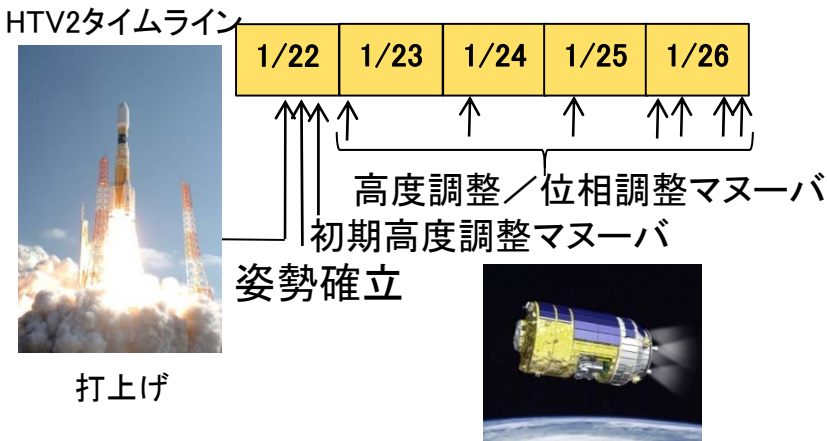 HTV2タイムライン
1/22 1/23 1/24 1/25 1/26
高度調整／位相調整マヌーバ
初期高度調整マヌーバ
姿勢確立
打上げ